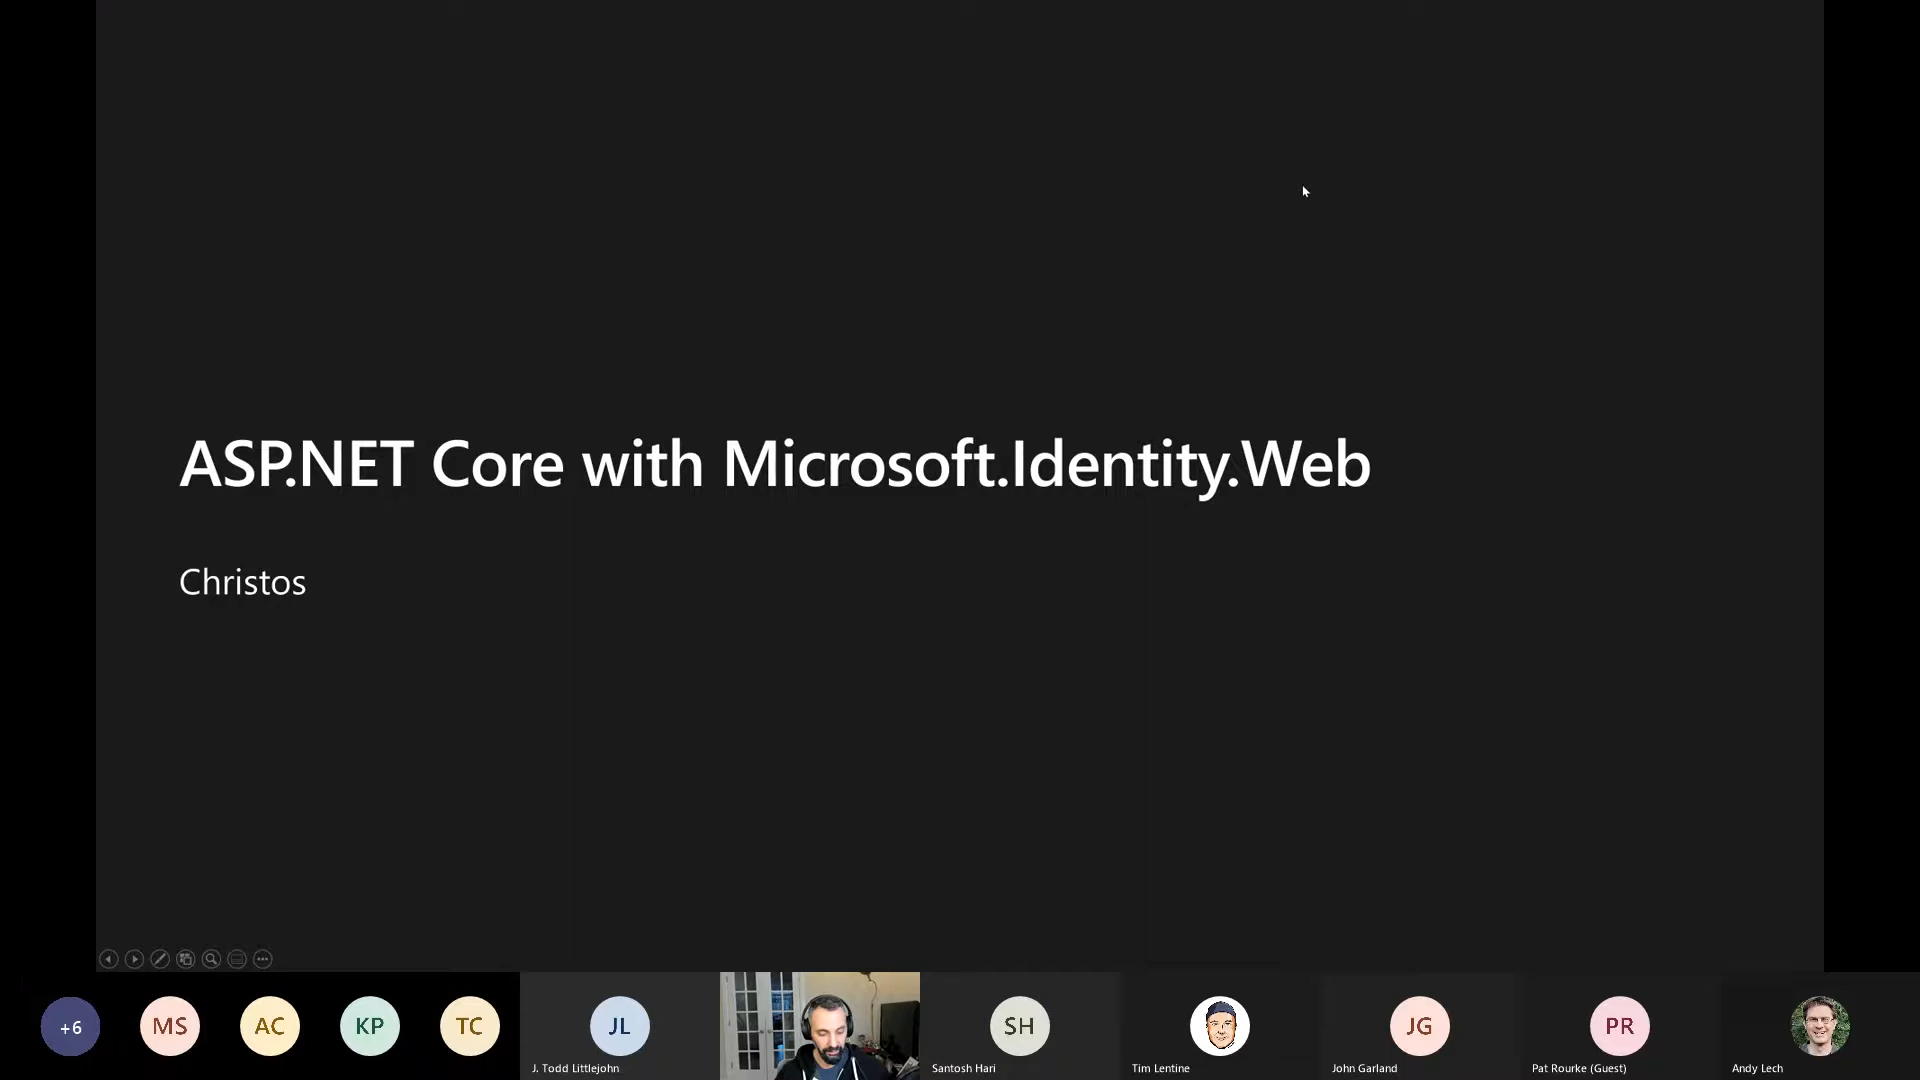 ASP.NET Core with Microsoft.Identity.Web
Christos
+6
MS
AC
KP
TC
JL
SH
JG
PR
J. Todd Littlejohn
Santosh Hari
Tim Lentine
John Garland
Pat Rourke (Guest)
Andy Lech